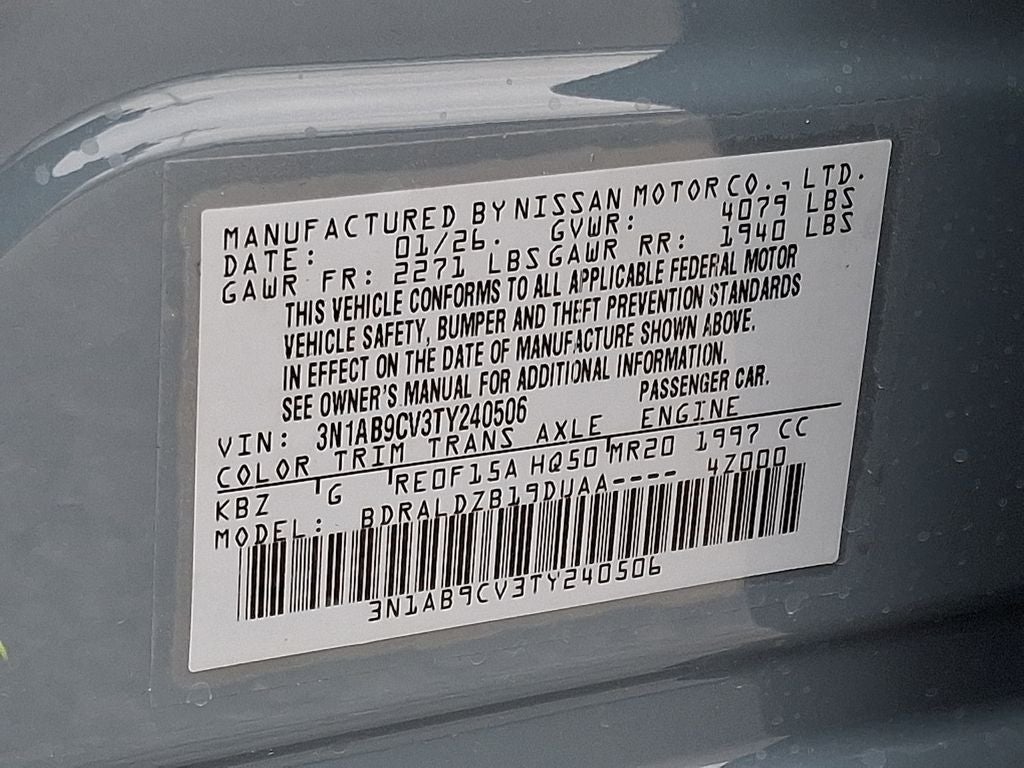 MANUFACTURED BY NISSAN MOTOR CO., LTD.
DATE: 01/26. GVWR: 4079 LBS
GAWR FR: 2271 LBS GAWR RR: 1940 LBS
THIS VEHICLE CONFORMS TO ALL APPLICABLE FEDERAL MOTOR
VEHICLE SAFETY, BUMPER AND THEFT PREVENTION STANDARDS
IN EFFECT ON THE DATE OF MANUFACTURE SHOWN ABOVE.
SEE OWNER'S MANUAL FOR ADDITIONAL INFORMATION.
VIN: 3N1AB9CV3TY240506 PASSENGER CAR.
COLOR TRIM TRANS AXLE ENGINE
KBZ G RE0F15A HQ50 MR20 1997 CC
MODEL: BDRALDZB19DUAA---- 47000
3N1AB9CV3TY240506